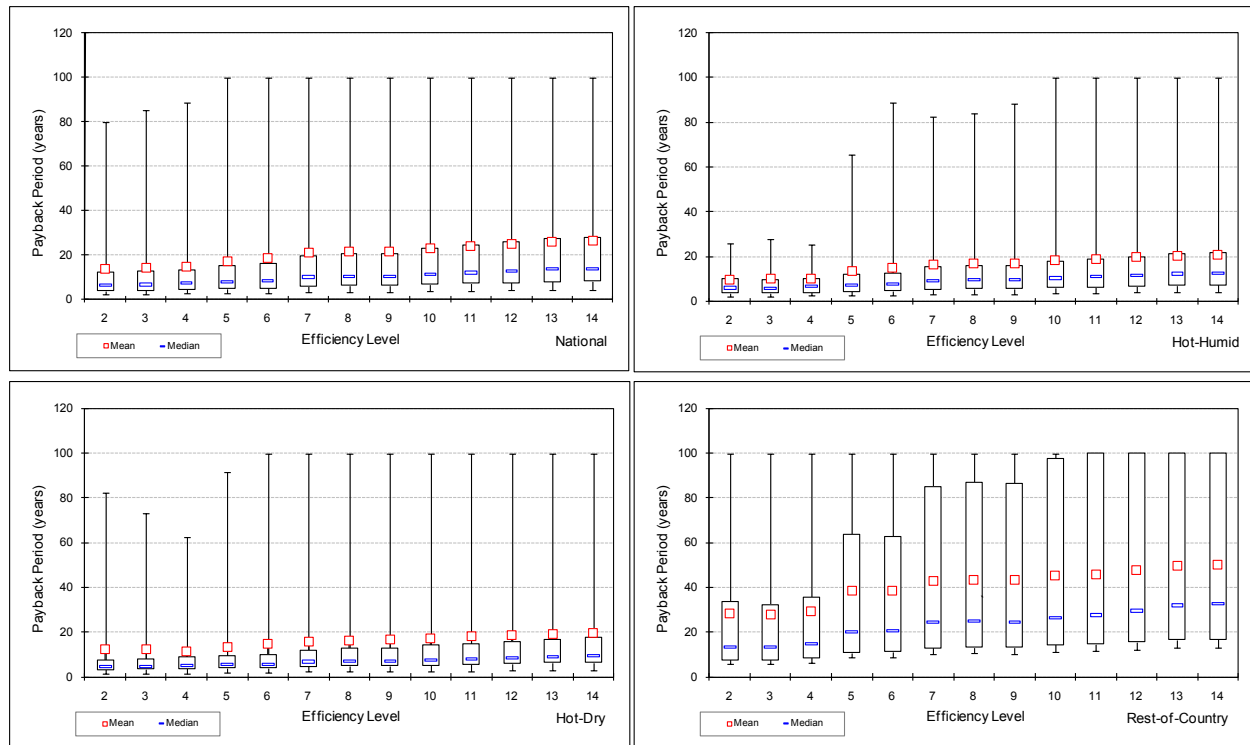 120
100
80
60
40
20
0
Payback Period (years)
2 3 4 5 6 7 8 9 10 11 12 13 14
Efficiency Level
National
Mean Median
120
100
80
60
40
20
0
Payback Period (years)
2 3 4 5 6 7 8 9 10 11 12 13 14
Efficiency Level
Hot-Humid
Mean Median
120
100
80
60
40
20
0
Payback Period (years)
2 3 4 5 6 7 8 9 10 11 12 13 14
Efficiency Level
Hot-Dry
Mean Median
120
100
80
60
40
20
0
Payback Period (years)
2 3 4 5 6 7 8 9 10 11 12 13 14
Efficiency Level
Rest-of-Country
Mean Median